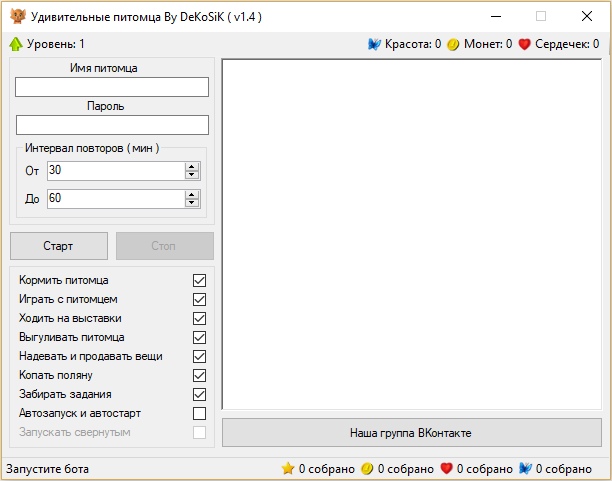 Удивительные питомца By DeKoSiK ( v1.4 )
Уровень: 1 Красота: 0 Монет: 0 Сердечек: 0
Имя питомца
Пароль
Интервал повторов ( мин )
От 30
До 60
Старт Стоп
Кормить питомца
Играть с питомцем
Ходить на выставки
Выгуливать питомца
Надевать и продавать вещи
Копать поляну
Забирать задания
Автозапуск и автостарт
Запускать свернутым
Наша группа ВКонтакте
Запустите бота 0 собрано 0 собрано 0 собрано 0 собрано